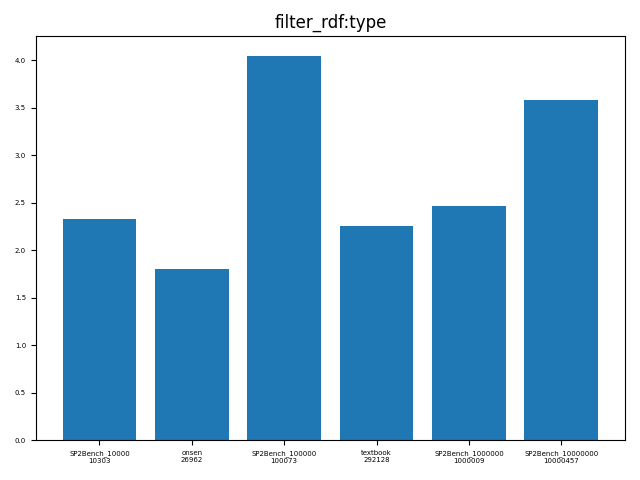 filter_rdf:type
4.0
3.5
3.0
2.5
2.0
1.5
1.0
0.5
0.0
SP2Bench_10000
10303
onsen
26962
SP2Bench_100000
100073
textbook
292128
SP2Bench_1000000
1000009
SP2Bench_10000000
10000457